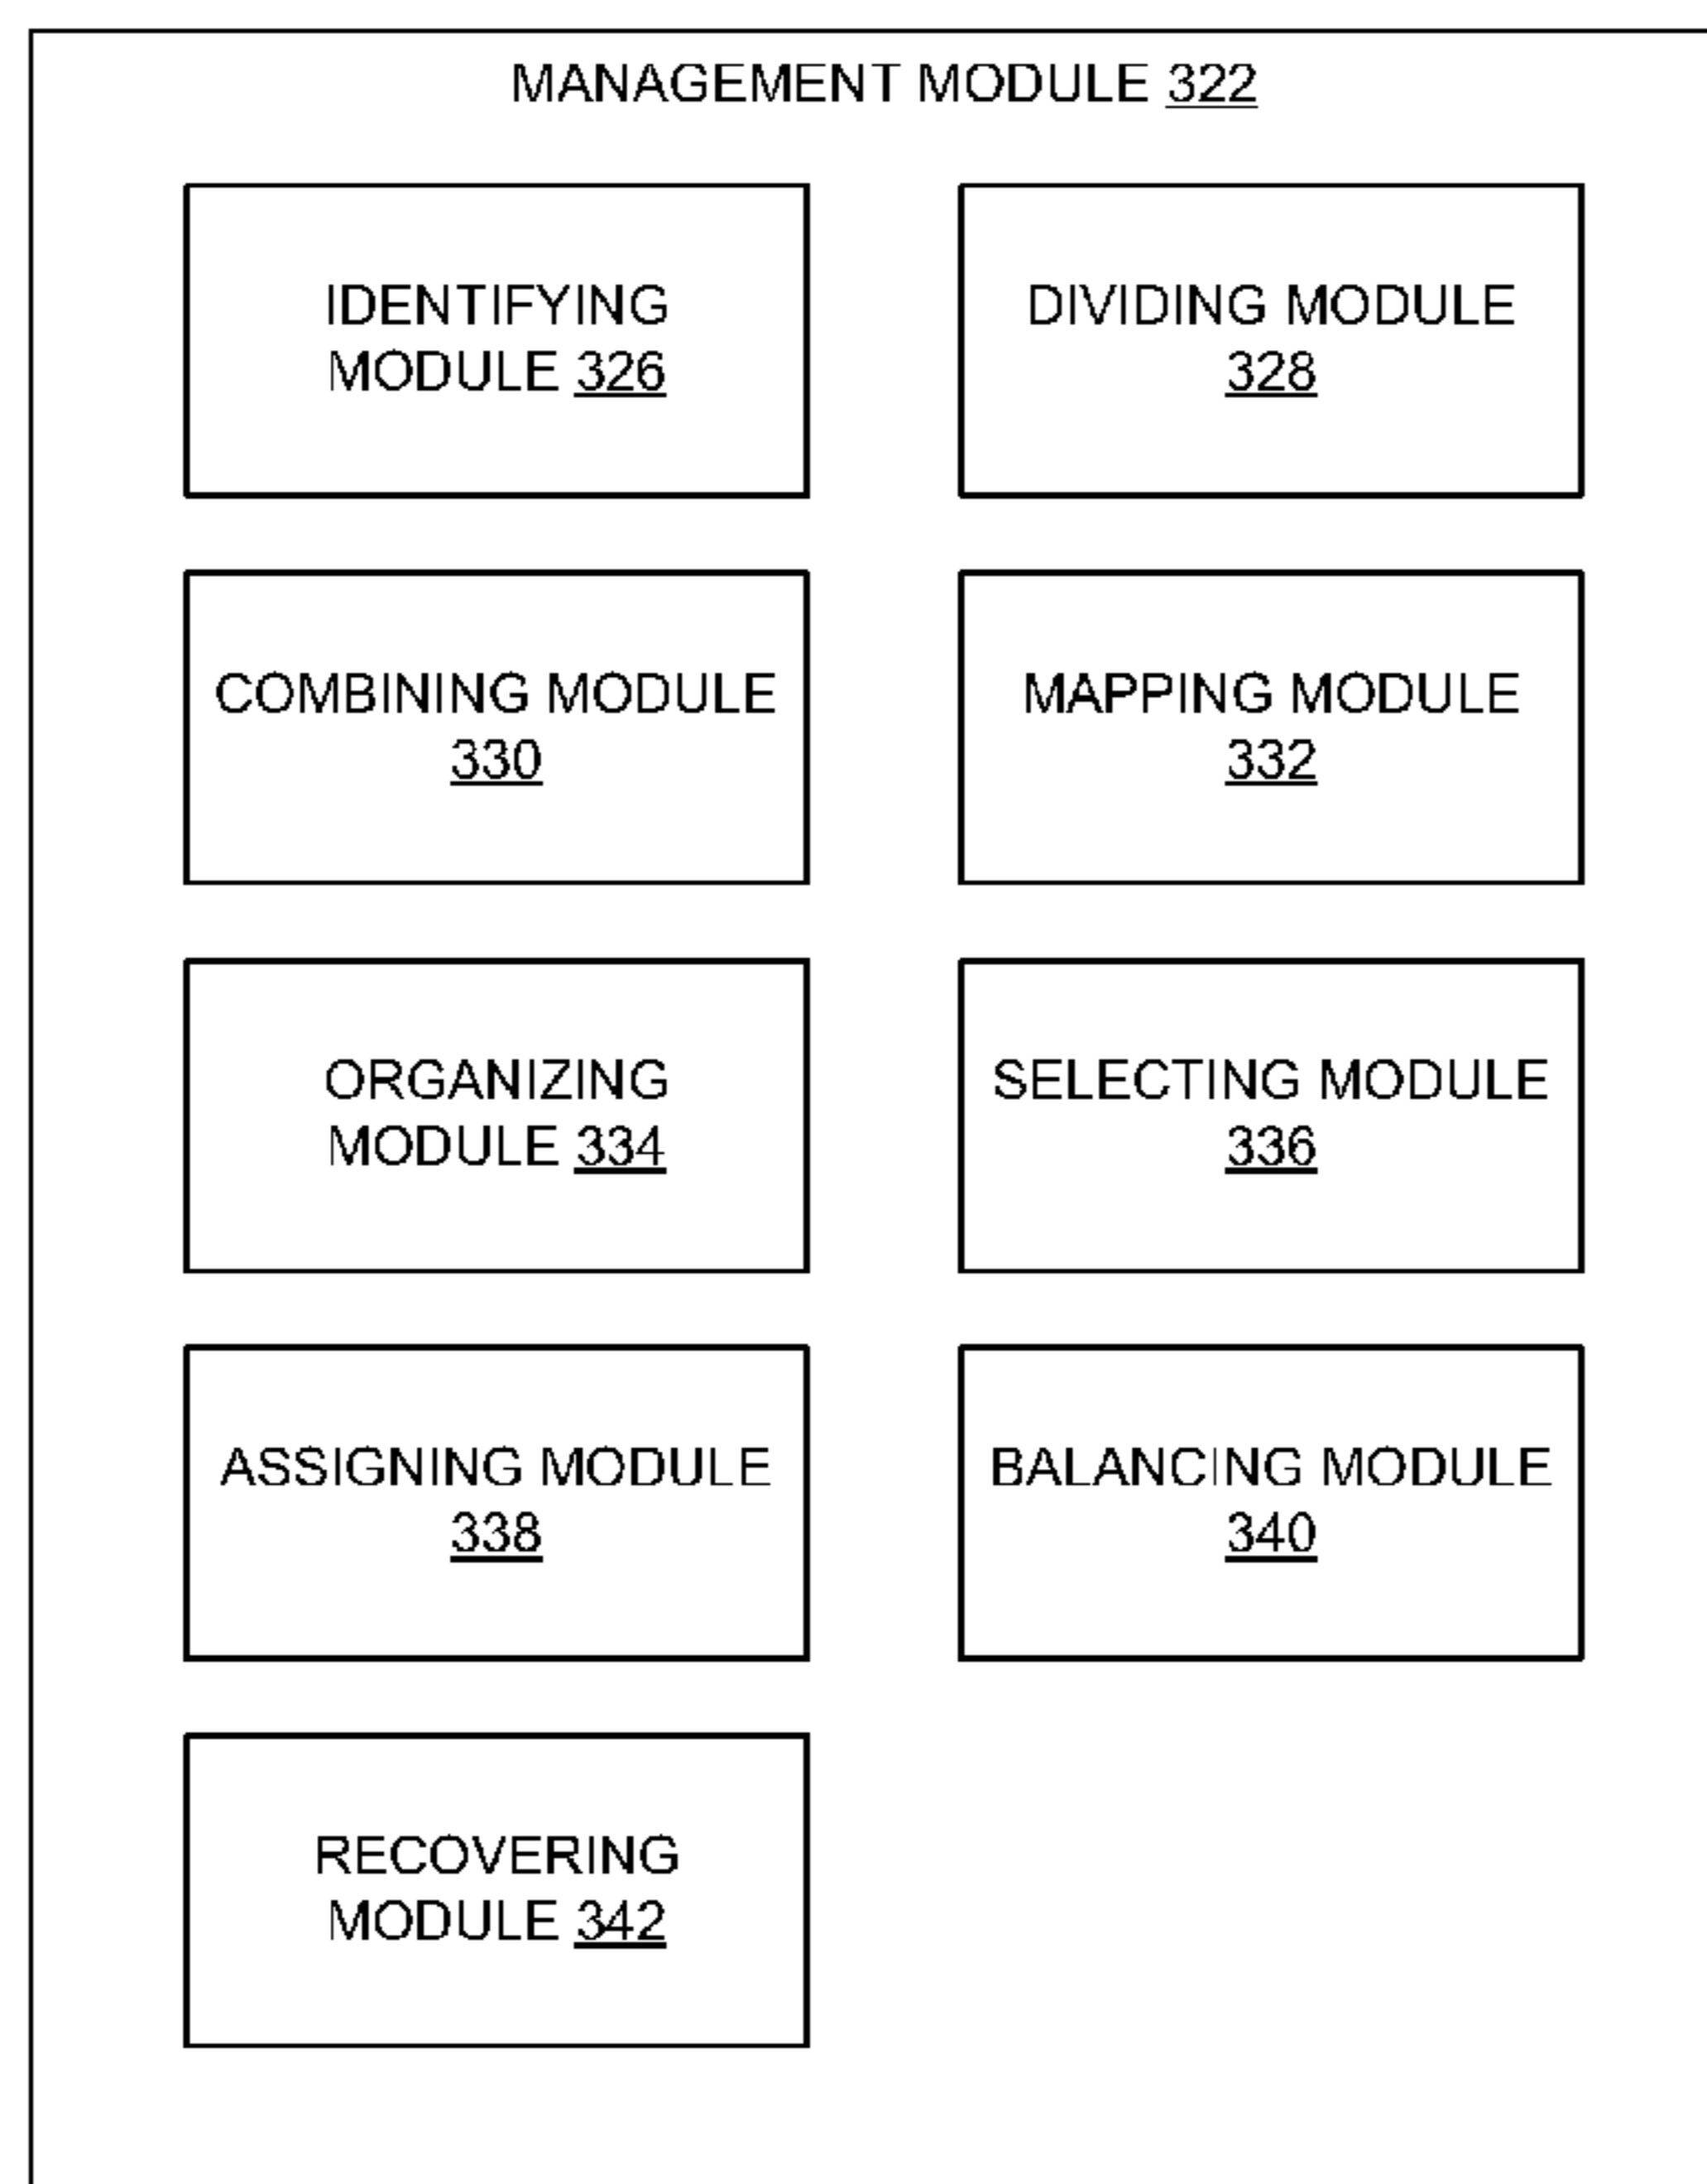 MANAGEMENT MODULE 322
IDENTIFYING
MODULE 326
DIVIDING MODULE
328
COMBINING MODULE
330
MAPPING MODULE
332
ORGANIZING
MODULE 334
SELECTING MODULE
336
ASSIGNING MODULE
338
BALANCING MODULE
340
RECOVERING
MODULE 342